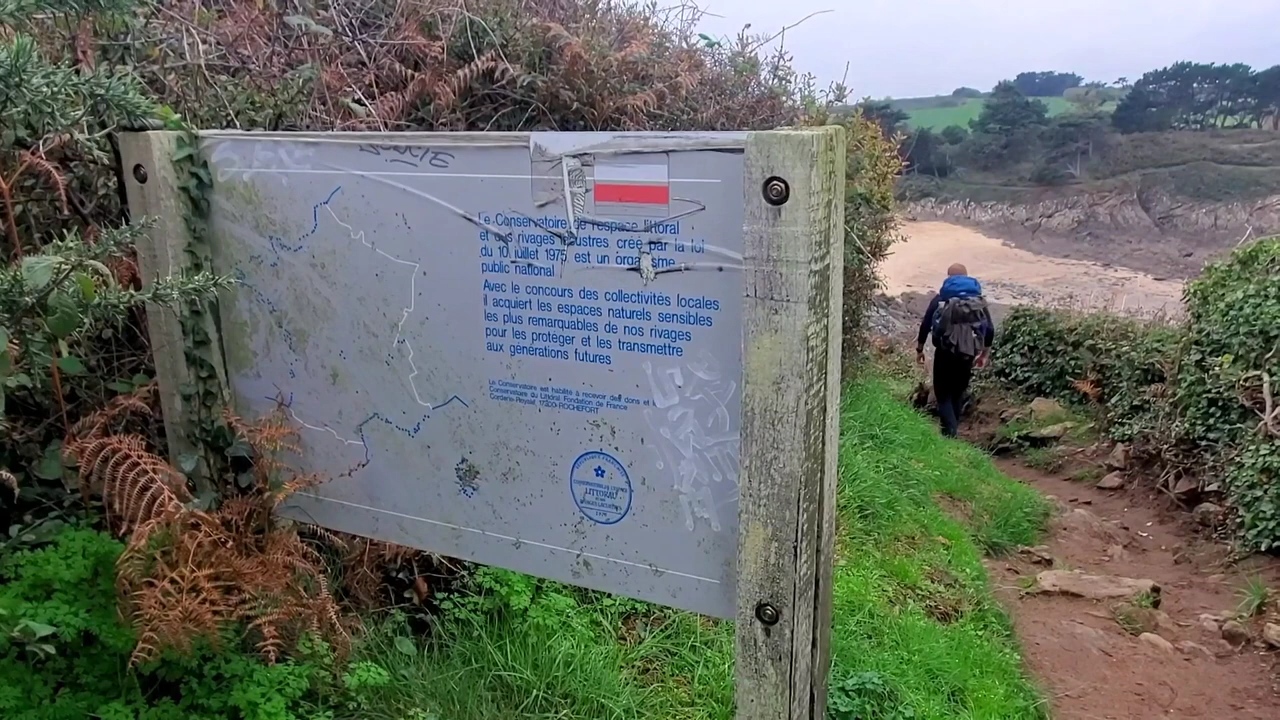 Le Conservatoire de l'espace littoral
et des rivages lacustres créé par la loi
du 10 juillet 1975 est un organisme
public national
Avec le concours des collectivités locales,
il acquiert les espaces naturels sensibles
les plus remarquables de nos rivages
pour les protéger et les transmettre
aux générations futures
Le Conservatoire est habilité à recevoir des dons et
Conservatoire du Littoral Fondation de France
Corderie Royale 17300 ROCHEFORT